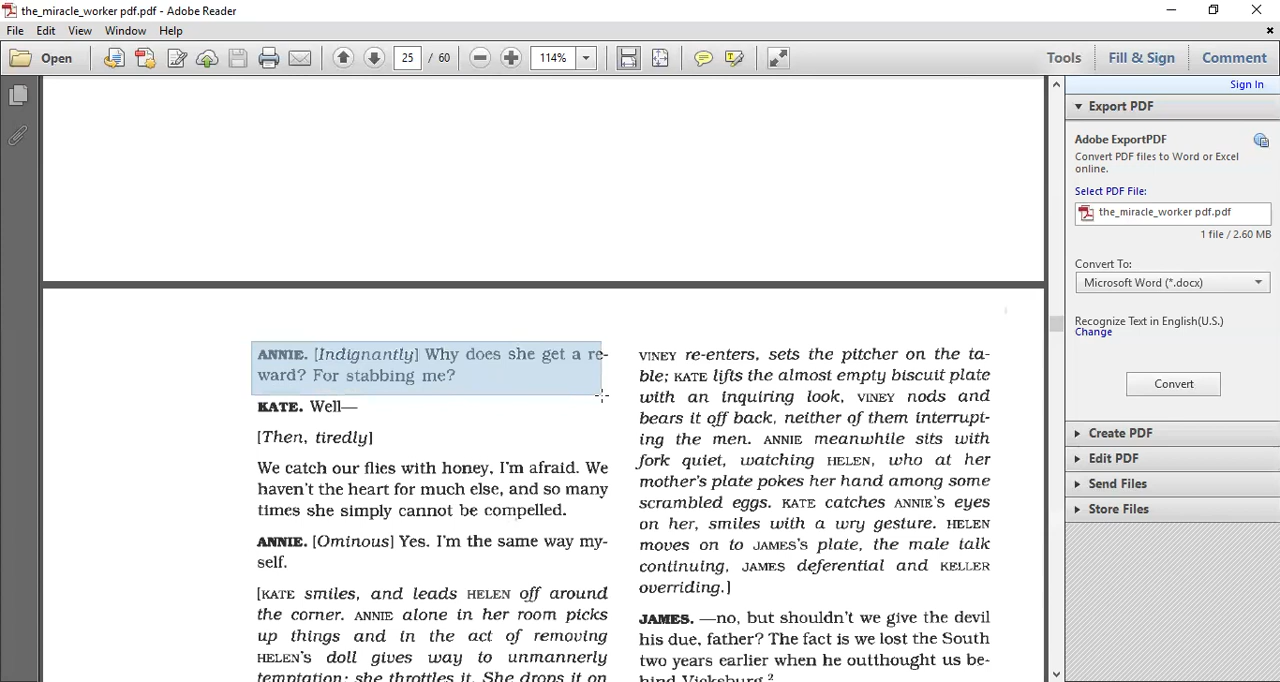 the_miracle_worker pdf.pdf - Adobe Reader
File Edit View Window Help
Open 25 / 60 114% Tools Fill & Sign Comment
ANNIE. [Indignantly] Why does she get a re-
ward? For stabbing me?
KATE. Well—
[Then, tiredly]
We catch our flies with honey, I'm afraid. We
haven't the heart for much else, and so many
times she simply cannot be compelled.
ANNIE. [Ominous] Yes. I'm the same way my-
self.
[KATE smiles, and leads HELEN off around
the corner. ANNIE alone in her room picks
up things and in the act of removing
HELEN'S doll gives way to unmannerly
temptation: she throttles it. She drops it on
VINEY re-enters, sets the pitcher on the ta-
ble; KATE lifts the almost empty biscuit plate
with an inquiring look, VINEY nods and
bears it off back, neither of them interrupt-
ing the men. ANNIE meanwhile sits with
fork quiet, watching HELEN, who at her
mother's plate pokes her hand among some
scrambled eggs. KATE catches ANNIE'S eyes
on her, smiles with a wry gesture. HELEN
moves on to JAMES'S plate, the male talk
continuing, JAMES deferential and KELLER
overriding.]
JAMES. —no, but shouldn't we give the devil
his due, father? The fact is we lost the South
two years earlier when he outthought us be-
hind Vicksburg.2
Sign In
Export PDF
Adobe ExportPDF
Convert PDF files to Word or Excel
online.
Select PDF File:
the_miracle_worker pdf.pdf
1 file / 2.60 MB
Convert To:
Microsoft Word (*.docx)
Recognize Text in English(U.S.)
Change
Convert
Create PDF
Edit PDF
Send Files
Store Files